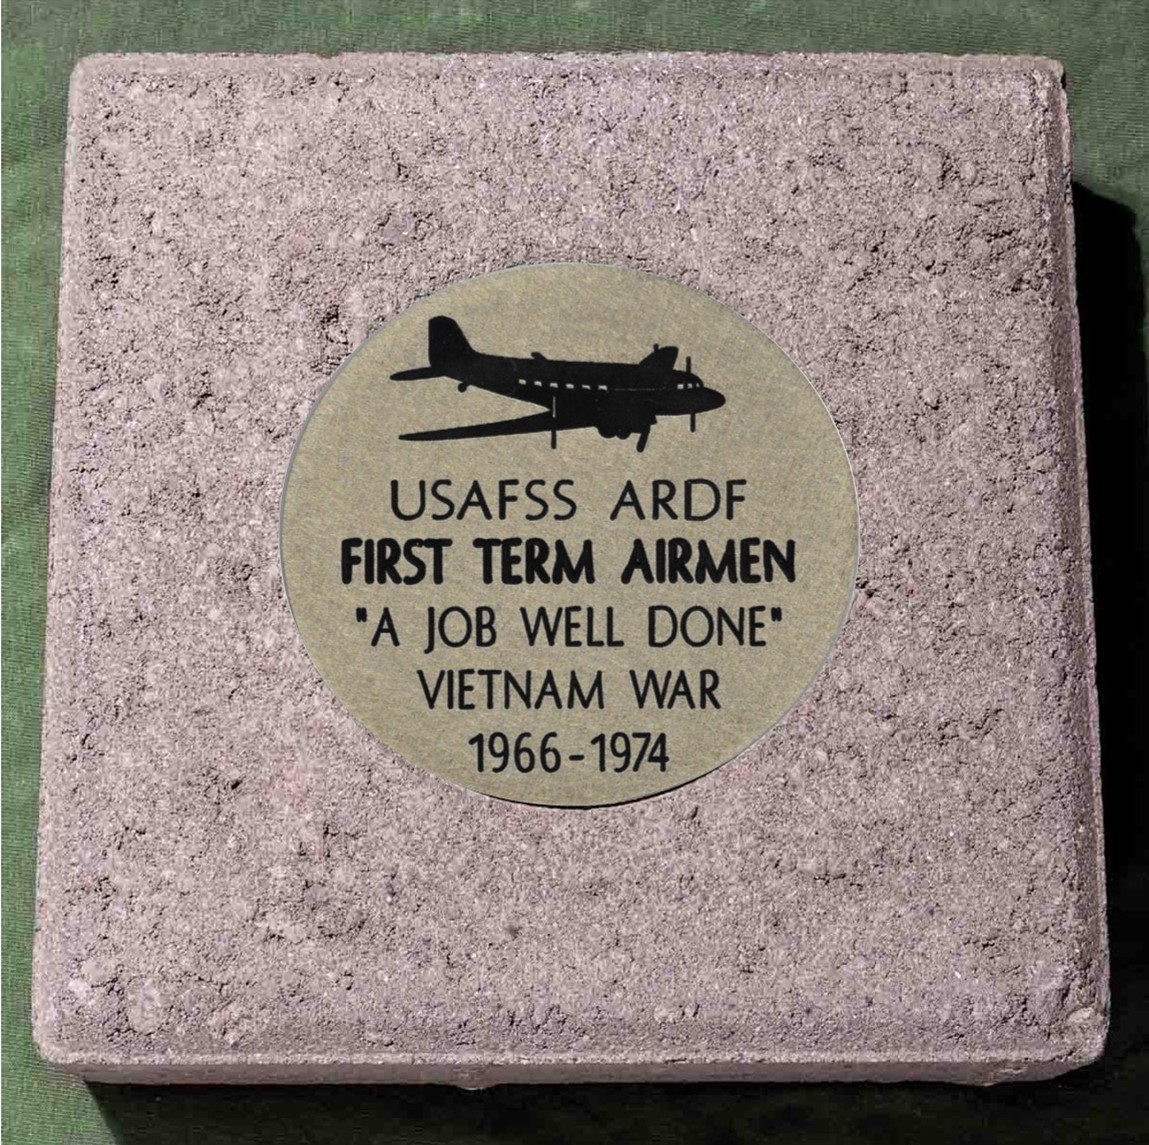 USAFSS ARDF
FIRST TERM AIRMEN
"A JOB WELL DONE"
VIETNAM WAR
1966-1974